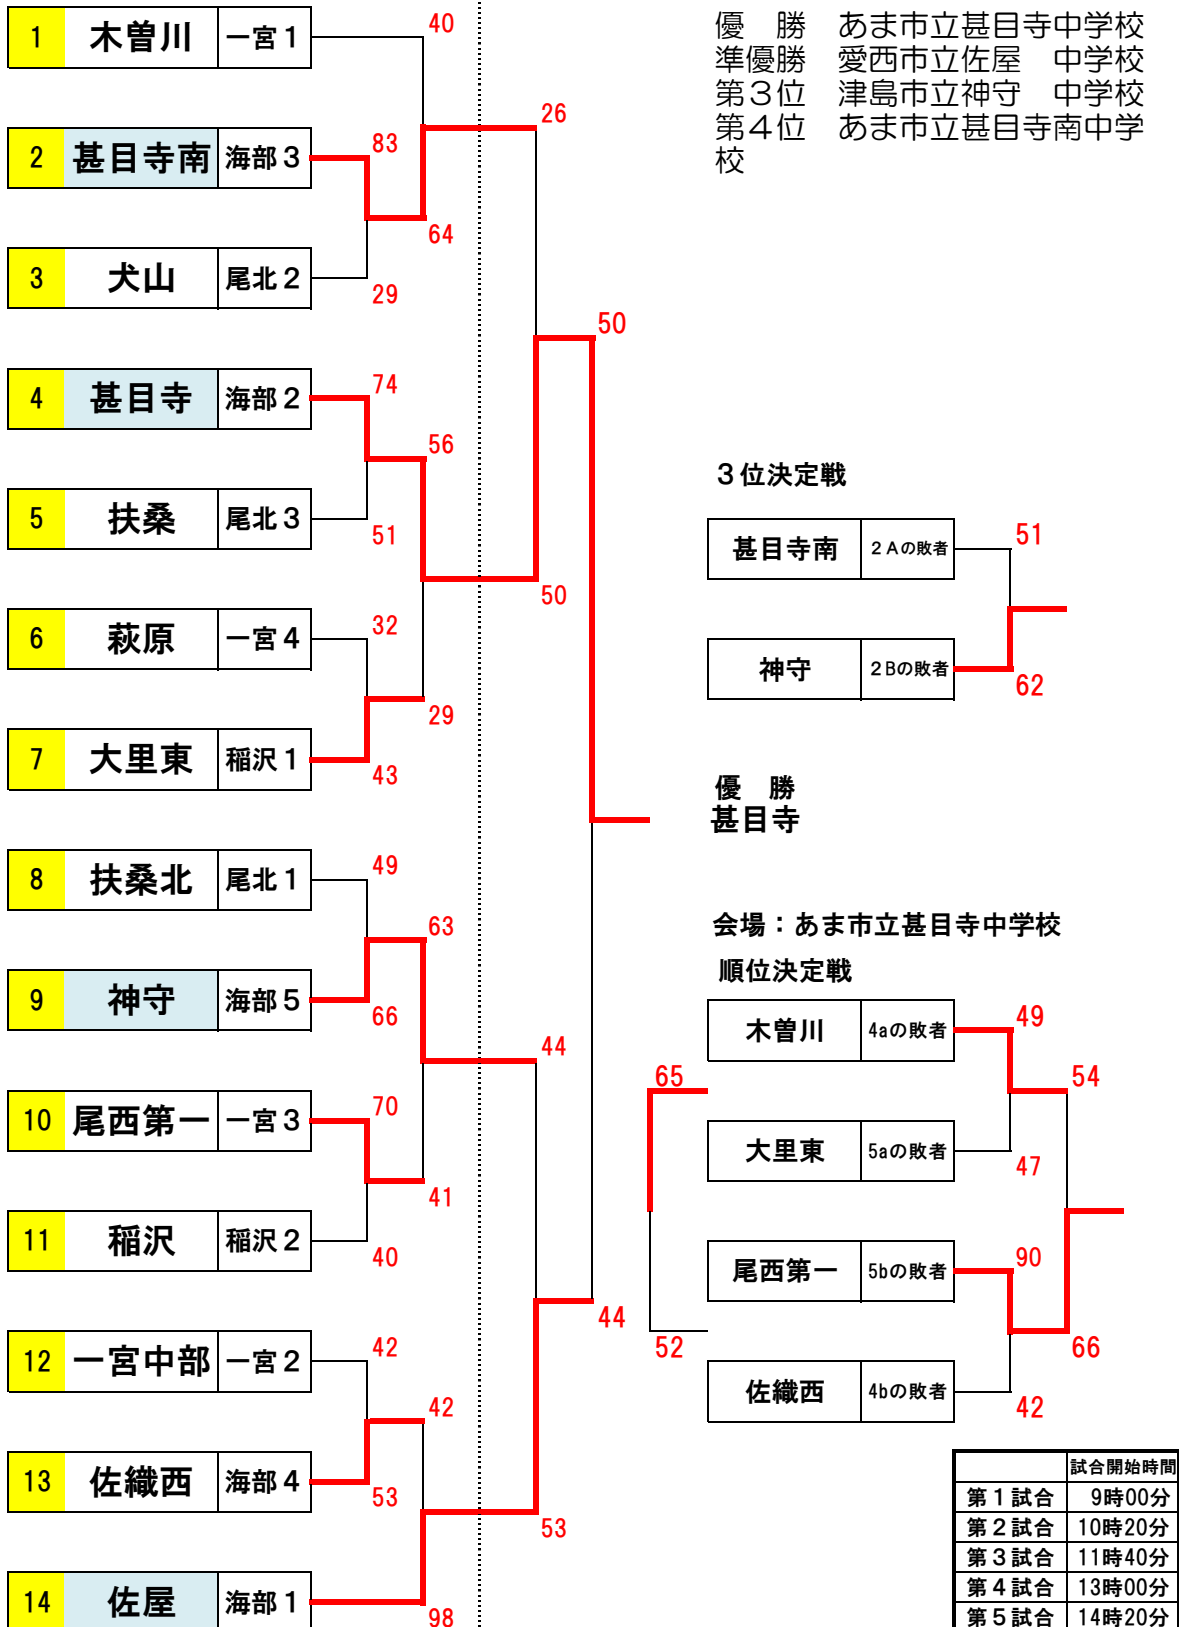 優　勝　あま市立甚目寺中学校
準優勝　愛西市立佐屋　中学校
第３位　津島市立神守　中学校
第４位　あま市立甚目寺南中学
校
1 木曽川 一宮１
40
26
2 甚目寺南 海部３
83
64
3 犬山 尾北２
29
50
4 甚目寺 海部２
74
56
5 扶桑 尾北３
51
50
6 萩原 一宮４
32
29
7 大里東 稲沢１
43
8 扶桑北 尾北１
49
63
9 神守 海部５
66
44
10 尾西第一 一宮３
70
41
11 稲沢 稲沢２
40
44
12 一宮中部 一宮２
42
42
13 佐織西 海部４
53
53
14 佐屋 海部１
98
３位決定戦
甚目寺南 ２Ａの敗者
51
神守 ２Bの敗者
62
優　勝
甚目寺
会場：あま市立甚目寺中学校
順位決定戦
木曽川 4aの敗者
49
65
54
大里東 5aの敗者
47
尾西第一 5bの敗者
90
52
66
佐織西 4bの敗者
42
試合開始時間
第１試合 9時00分
第２試合 10時20分
第３試合 11時40分
第４試合 13時00分
第５試合 14時20分